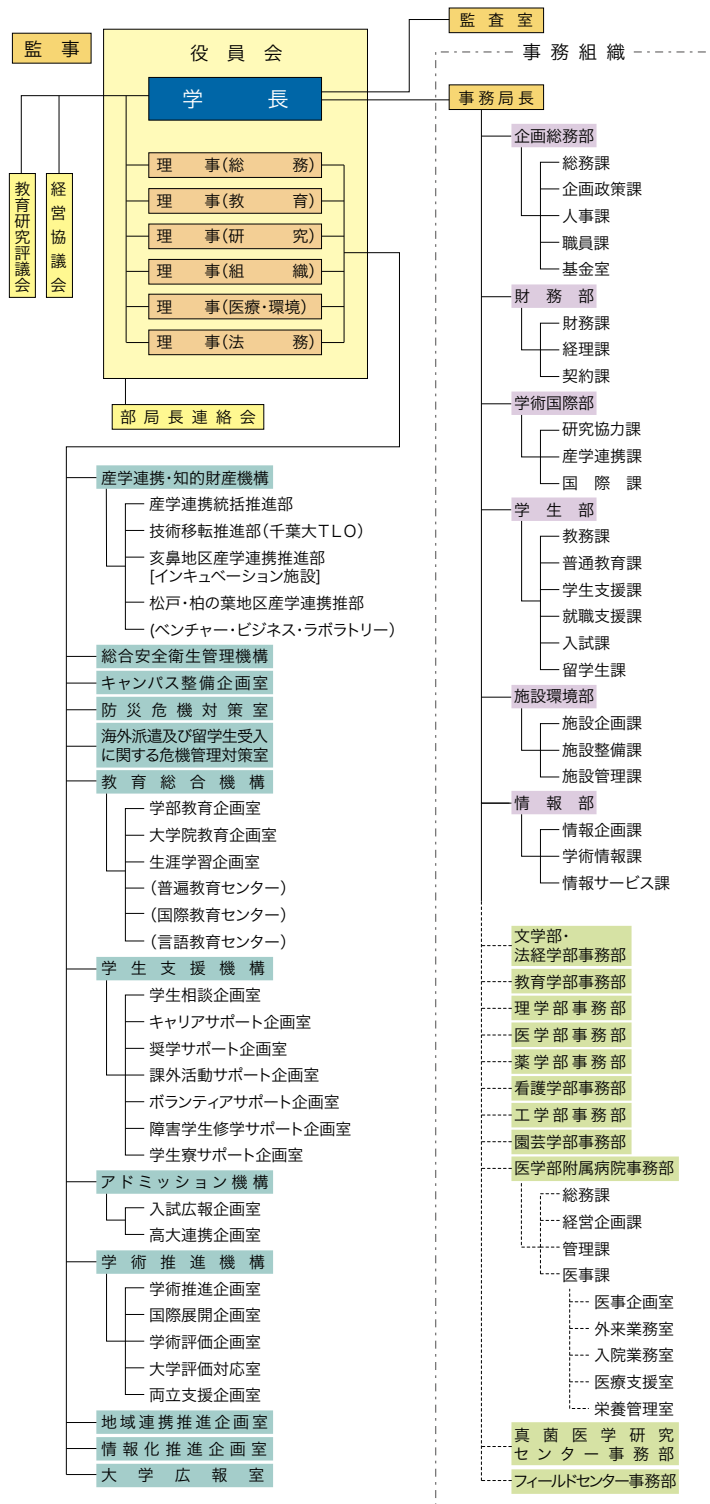 監事
役員会
学長
理事(総務)
理事(教育)
理事(研究)
理事(組織)
理事(医療・環境)
理事(法務)
教育研究評議会
経営協議会
部局長連絡会
産学連携・知的財産機構
産学連携統括推進部
技術移転推進部(千葉大TLO)
亥鼻地区産学連携推進部
[インキュベーション施設]
松戸・柏の葉地区産学連携推部
(ベンチャー・ビジネス・ラボラトリー)
総合安全衛生管理機構
キャンパス整備企画室
防災危機対策室
海外派遣及び留学生受入
に関する危機管理対策室
教育総合機構
学部教育企画室
大学院教育企画室
生涯学習企画室
(普遍教育センター)
(国際教育センター)
(言語教育センター)
学生支援機構
学生相談企画室
キャリアサポート企画室
奨学サポート企画室
課外活動サポート企画室
ボランティアサポート企画室
障害学生修学サポート企画室
学生寮サポート企画室
アドミッション機構
入試広報企画室
高大連携企画室
学術推進機構
学術推進企画室
国際展開企画室
学術評価企画室
大学評価対応室
両立支援企画室
地域連携推進企画室
情報化推進企画室
大学広報室
監査室
事務組織
事務局長
企画総務部
総務課
企画政策課
人事課
職員課
基金室
財務部
財務課
経理課
契約課
学術国際部
研究協力課
産学連携課
国際課
学生部
教務課
普通教育課
学生支援課
就職支援課
入試課
留学生課
施設環境部
施設企画課
施設整備課
施設管理課
情報部
情報企画課
学術情報課
情報サービス課
文学部・
法経学部事務部
教育学部事務部
理学部事務部
医学部事務部
薬学部事務部
看護学部事務部
工学部事務部
園芸学部事務部
医学部附属病院事務部
総務課
経営企画課
管理課
医事課
医事企画室
外来業務室
入院業務室
医療支援室
栄養管理室
真菌医学研究
センター事務部
フィールドセンター事務部